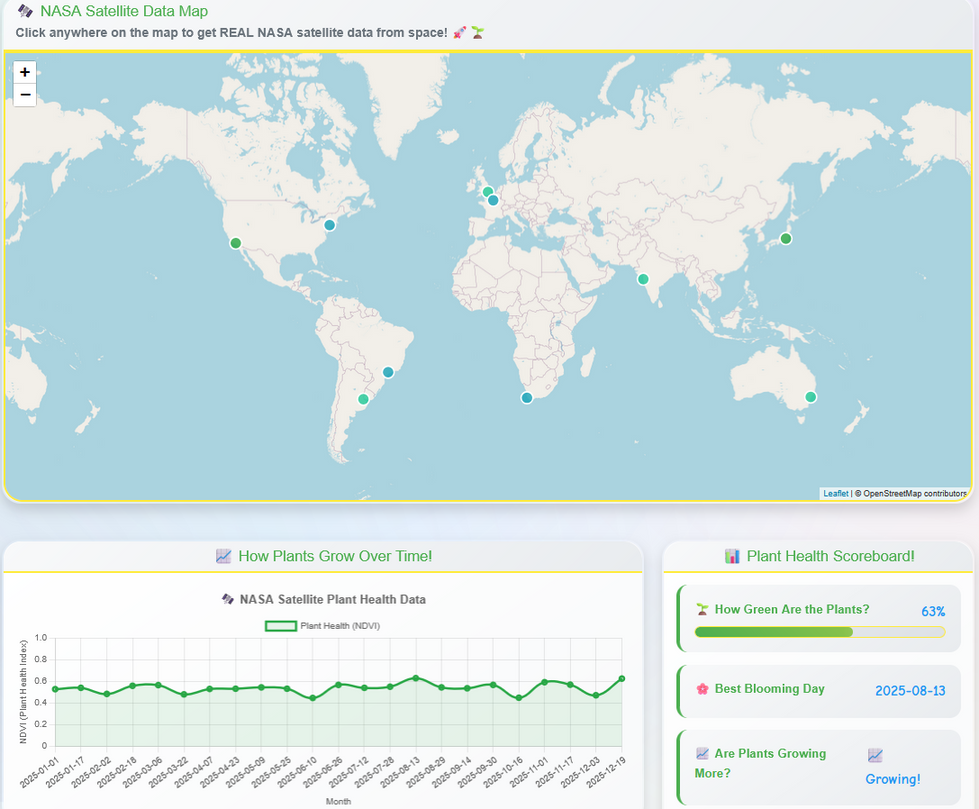 NASA Satellite Data Map
Click anywhere on the map to get REAL NASA satellite data from space!
+
−
Leaflet | © OpenStreetMap contributors
How Plants Grow Over Time!
NASA Satellite Plant Health Data
Plant Health (NDVI)
NDVI (Plant Health Index)
1.0
0.8
0.6
0.4
0.2
0
2025-01-01
2025-01-17
2025-02-02
2025-02-18
2025-03-06
2025-03-22
2025-04-07
2025-04-23
2025-05-09
2025-05-25
2025-06-10
2025-06-26
2025-07-12
2025-07-28
2025-08-13
2025-08-29
2025-09-14
2025-09-30
2025-10-16
2025-11-01
2025-11-17
2025-12-03
2025-12-19
Month
Plant Health Scoreboard!
How Green Are the Plants?
63%
Best Blooming Day
2025-08-13
Are Plants Growing
More?
Growing!